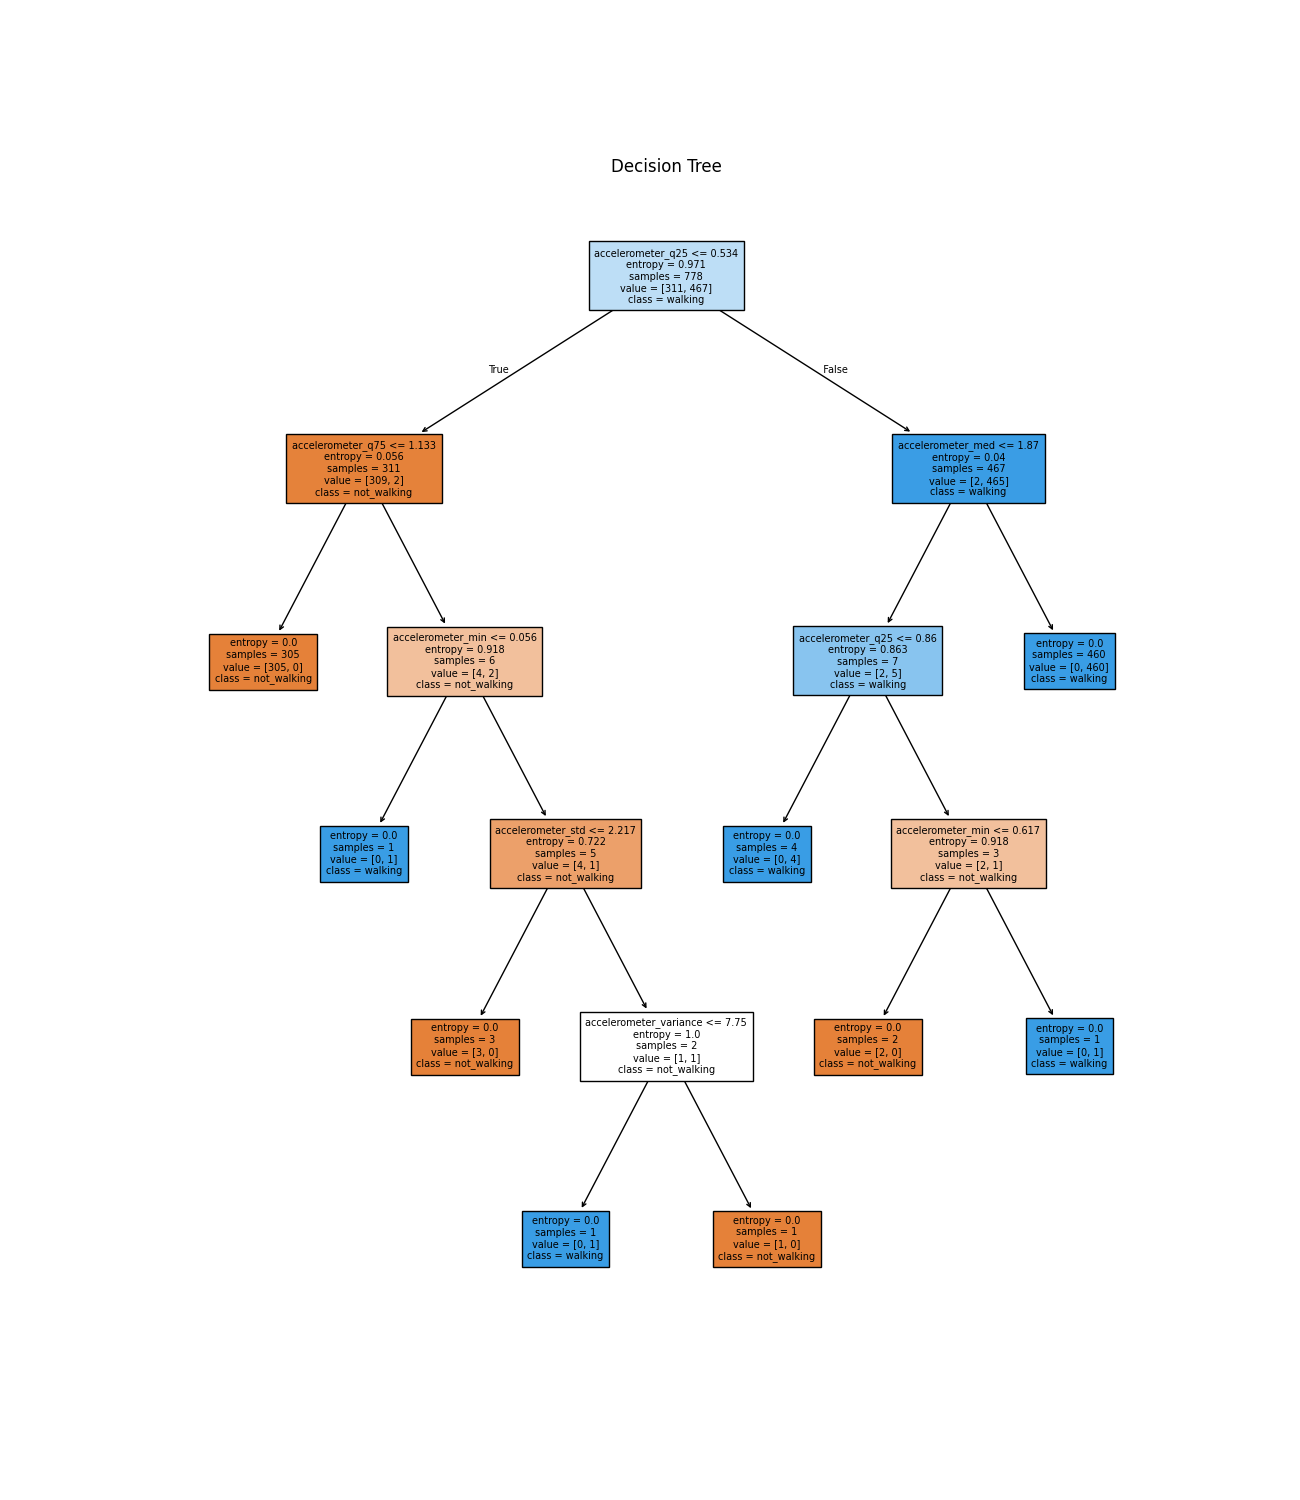 Decision Tree
accelerometer_q25 <= 0.534
entropy = 0.971
samples = 778
value = [311, 467]
class = walking
True
False
accelerometer_q75 <= 1.133
entropy = 0.056
samples = 311
value = [309, 2]
class = not_walking
accelerometer_med <= 1.87
entropy = 0.04
samples = 467
value = [2, 465]
class = walking
entropy = 0.0
samples = 305
value = [305, 0]
class = not_walking
accelerometer_min <= 0.056
entropy = 0.918
samples = 6
value = [4, 2]
class = not_walking
accelerometer_q25 <= 0.86
entropy = 0.863
samples = 7
value = [2, 5]
class = walking
entropy = 0.0
samples = 460
value = [0, 460]
class = walking
entropy = 0.0
samples = 1
value = [0, 1]
class = walking
accelerometer_std <= 2.217
entropy = 0.722
samples = 5
value = [4, 1]
class = not_walking
entropy = 0.0
samples = 4
value = [0, 4]
class = walking
accelerometer_min <= 0.617
entropy = 0.918
samples = 3
value = [2, 1]
class = not_walking
entropy = 0.0
samples = 3
value = [3, 0]
class = not_walking
accelerometer_variance <= 7.75
entropy = 1.0
samples = 2
value = [1, 1]
class = not_walking
entropy = 0.0
samples = 2
value = [2, 0]
class = not_walking
entropy = 0.0
samples = 1
value = [0, 1]
class = walking
entropy = 0.0
samples = 1
value = [0, 1]
class = walking
entropy = 0.0
samples = 1
value = [1, 0]
class = not_walking